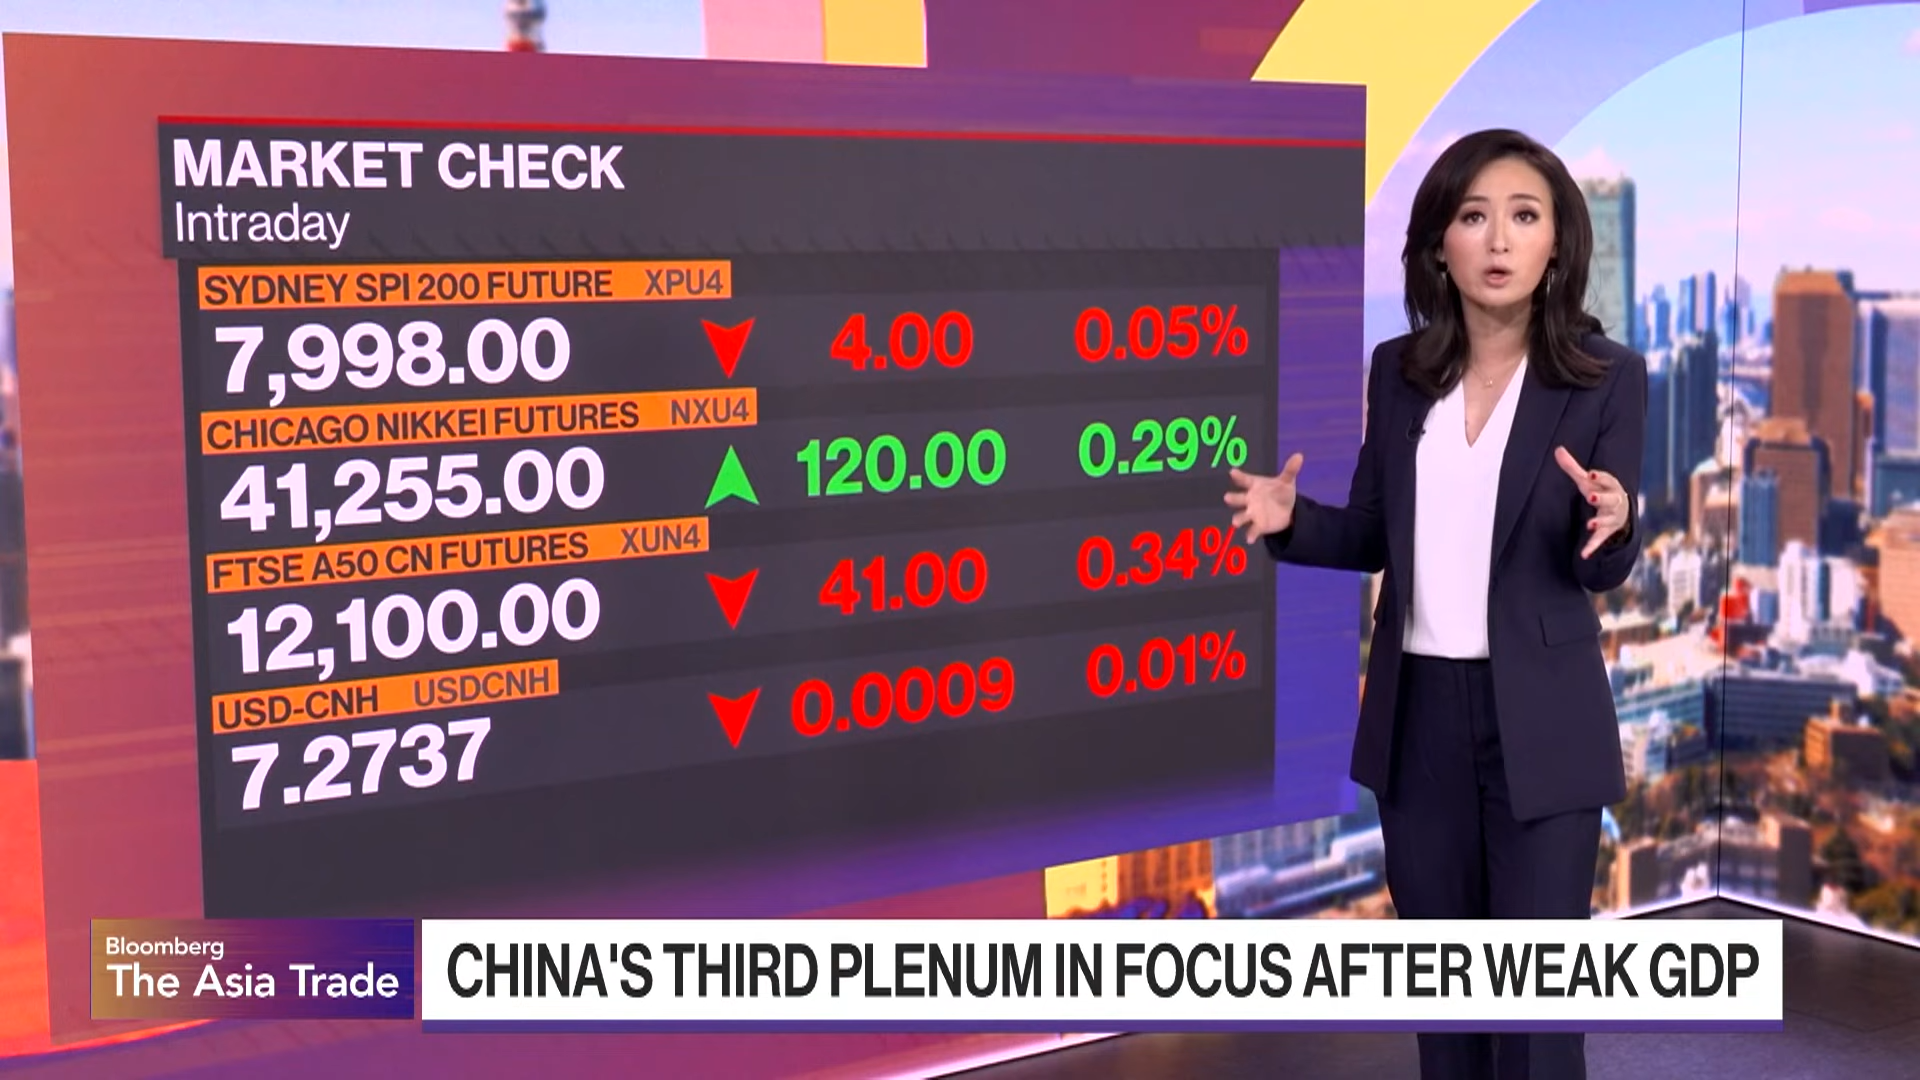 MARKET CHECK
Intraday
SYDNEY SPI 200 FUTURE XPU4
7,998.00 4.00 0.05%
CHICAGO NIKKEI FUTURES NXU4
41,255.00 120.00 0.29%
FTSE A50 CN FUTURES XUN4
12,100.00 41.00 0.34%
USD-CNH USDCNH
7.2737 0.0009 0.01%
Bloomberg
The Asia Trade
CHINA'S THIRD PLENUM IN FOCUS AFTER WEAK GDP